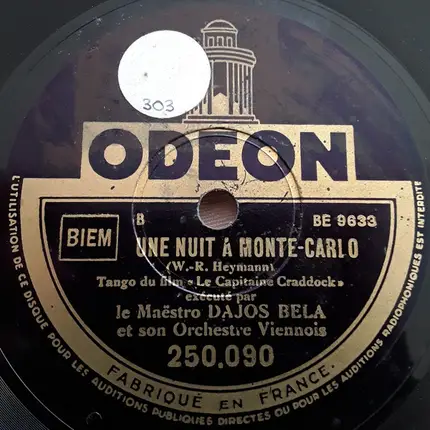 303
ODEON
BIEM
B
BE 9633
UNE NUIT A MONTE-CARLO
(W.-R. Heymann)
Tango du film « Le Capitaine Craddock »
exécuté par
le Maëstro DAJOS BELA
et son Orchestre Viennois
250.090
FABRIQUÉ EN FRANCE.
L'UTILISATION DE CE DISQUE POUR LES AUDITIONS PUBLIQUES DIRECTES OU POUR LES AUDITIONS RADIOPHONIQUES EST INTERDITE